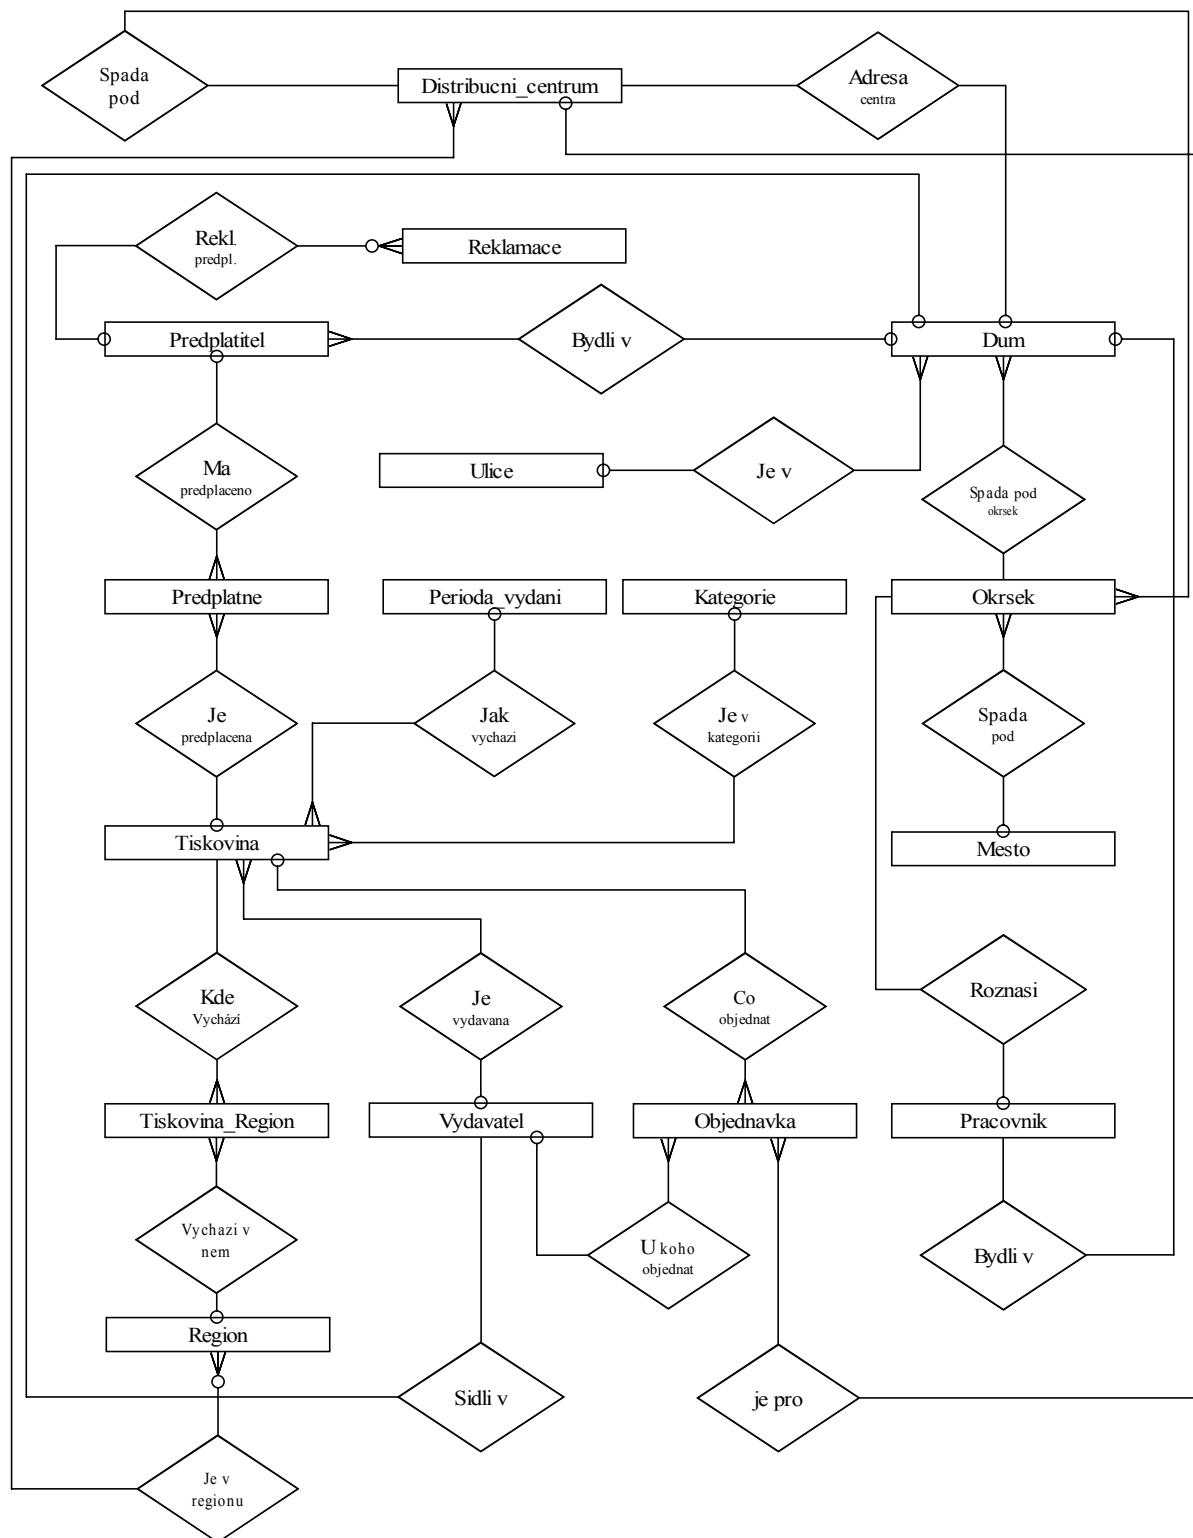 Spada
pod
Distribucni_centrum
Adresa
centra
Rekl.
predpl.
Reklamace
Predplatitel
Bydli v
Dum
Ma
predplaceno
Ulice
Je v
Spada pod
okrsek
Predplatne
Perioda_vydani
Kategorie
Okrsek
Je
predplacena
Jak
vychazi
Je v
kategorii
Spada
pod
Tiskovina
Mesto
Kde
Vychází
Je
vydavana
Co
objednat
Roznasi
Tiskovina_Region
Vydavatel
Objednavka
Pracovnik
Vychazi v
nem
U koho
objednat
Bydli v
Region
Sidli v
je pro
Je v
regionu